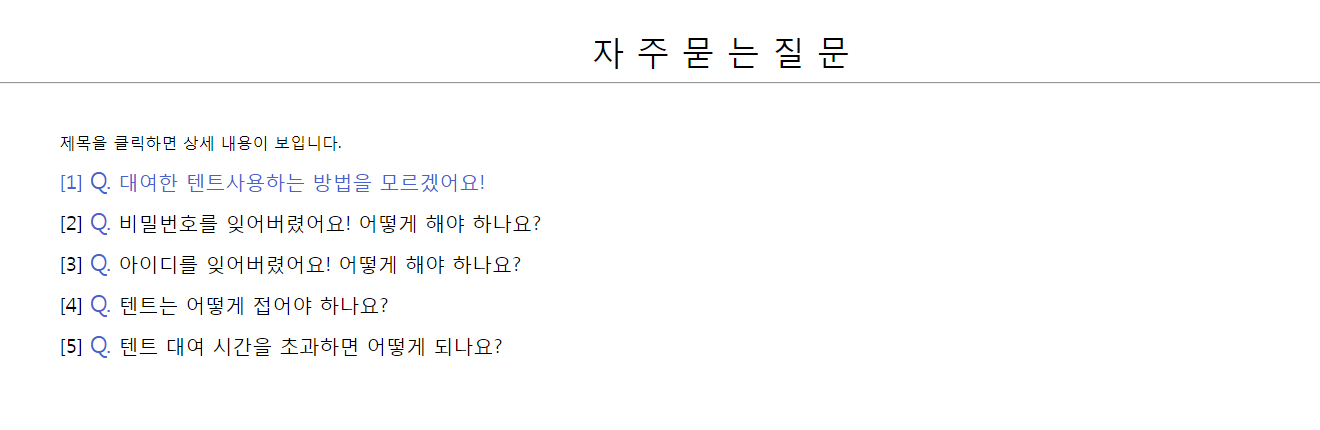 자 주 묻 는 질 문
제목을 클릭하면 상세 내용이 보입니다.
[1] Q. 대여한 텐트사용하는 방법을 모르겠어요!
[2] Q. 비밀번호를 잊어버렸어요! 어떻게 해야 하나요?
[3] Q. 아이디를 잊어버렸어요! 어떻게 해야 하나요?
[4] Q. 텐트는 어떻게 접어야 하나요?
[5] Q. 텐트 대여 시간을 초과하면 어떻게 되나요?